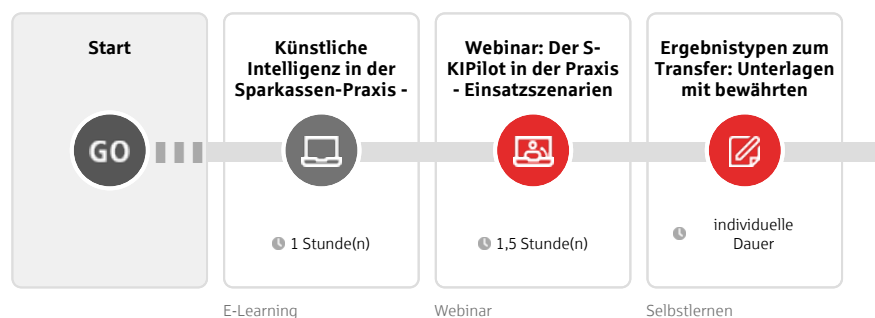 Start
GO
Künstliche
Intelligenz in der
Sparkassen-Praxis -
1 Stunde(n)
E-Learning
Webinar: Der S-
KIPilot in der Praxis
- Einsatzszenarien
1,5 Stunde(n)
Webinar
Ergebnistypen zum
Transfer: Unterlagen
mit bewährten
individuelle
Dauer
Selbstlernen